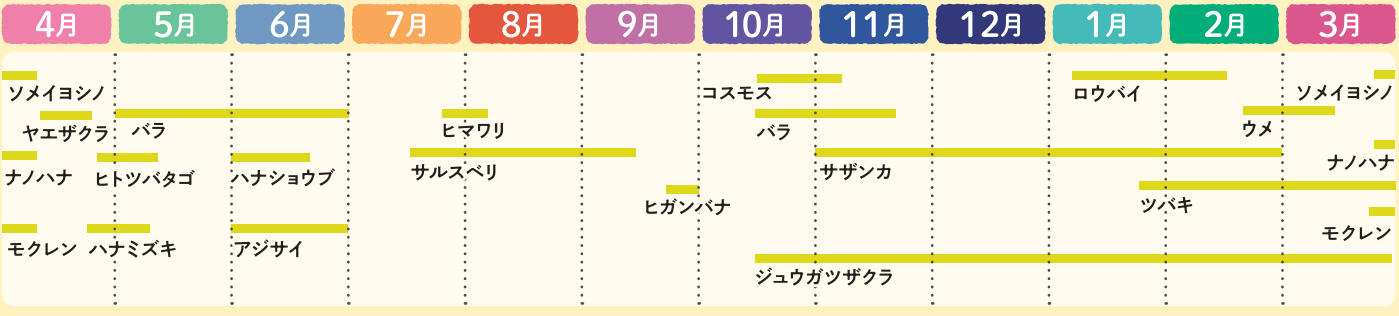 4月 5月 6月 7月 8月 9月 10月 11月 12月 1月 2月 3月
ソメイヨシノ
コスモス
ロウバイ
ソメイヨシノ
ヤエザクラ
バラ
ヒマワリ
バラ
ウメ
ナノハナ
ヒトツバタゴ
ハナショウブ
サルスベリ
サザンカ
ナノハナ
ヒガンバナ
ツバキ
モクレン
ハナミズキ
アジサイ
モクレン
ジュウガツザクラ